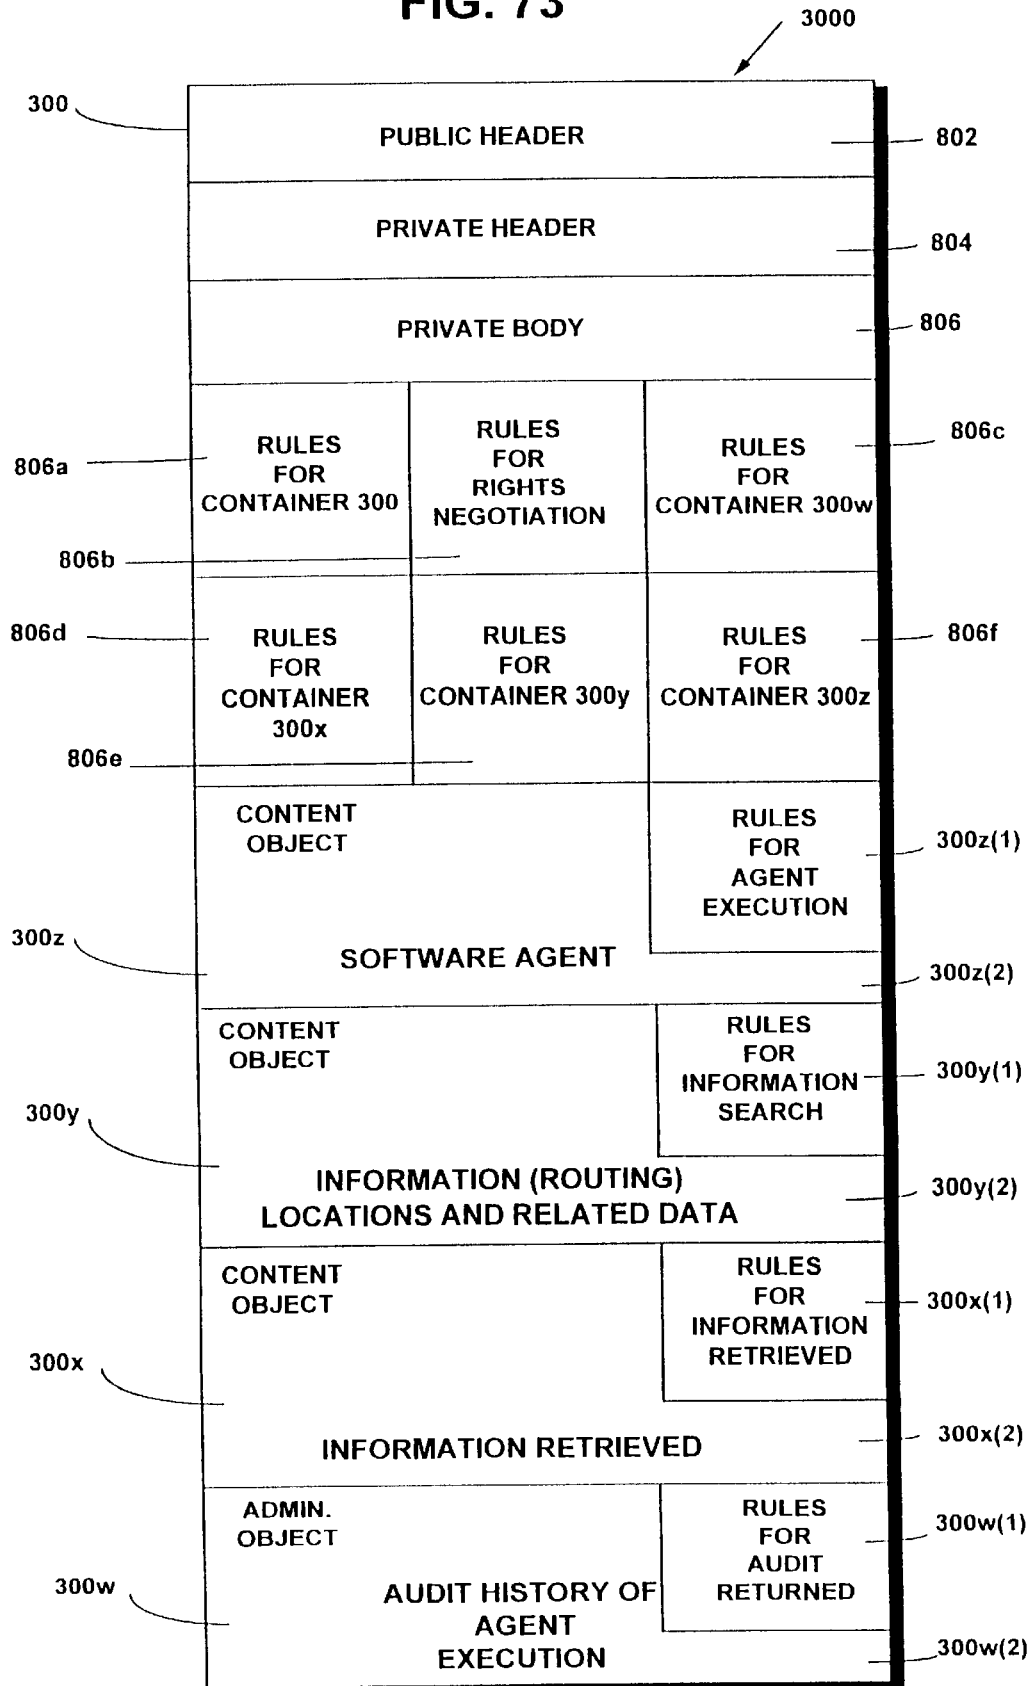 FIG. 73
3000
300
PUBLIC HEADER
802
PRIVATE HEADER
804
PRIVATE BODY
806
806a
RULES
FOR
CONTAINER 300
RULES
FOR
RIGHTS
NEGOTIATION
RULES
FOR
CONTAINER 300w
806c
806b
806d
RULES
FOR
CONTAINER
300x
RULES
FOR
CONTAINER 300y
RULES
FOR
CONTAINER 300z
806f
806e
CONTENT
OBJECT
RULES
FOR
AGENT
EXECUTION
300z(1)
300z
SOFTWARE AGENT
300z(2)
CONTENT
OBJECT
RULES
FOR
INFORMATION
SEARCH
300y(1)
300y
INFORMATION (ROUTING)
LOCATIONS AND RELATED DATA
300y(2)
CONTENT
OBJECT
RULES
FOR
INFORMATION
RETRIEVED
300x(1)
300x
INFORMATION RETRIEVED
300x(2)
ADMIN.
OBJECT
RULES
FOR
AUDIT
RETURNED
300w(1)
300w
AUDIT HISTORY OF
AGENT
EXECUTION
300w(2)